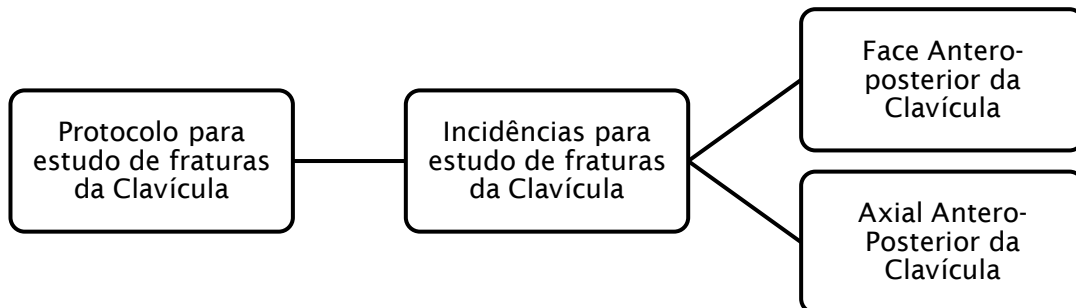 Protocolo para
estudo de fraturas
da Clavícula
Incidências para
estudo de fraturas
da Clavícula
Face Antero-
posterior da
Clavícula
Axial Antero-
Posterior da
Clavícula